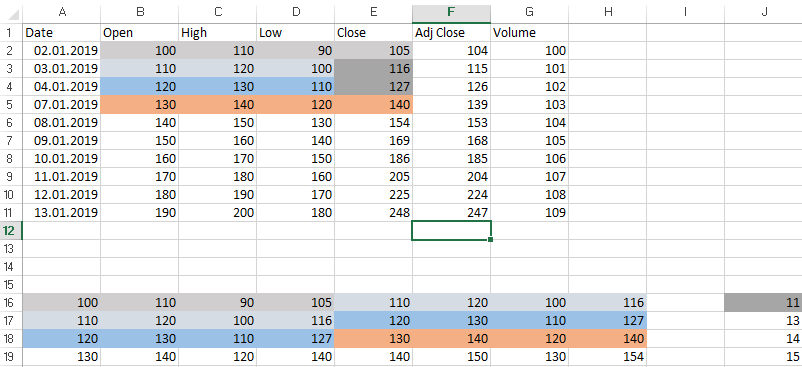 A B C D E F G H I J
1 Date Open High Low Close Adj Close Volume
2 02.01.2019 100 110 90 105 104 100
3 03.01.2019 110 120 100 116 115 101
4 04.01.2019 120 130 110 127 126 102
5 07.01.2019 130 140 120 140 139 103
6 08.01.2019 140 150 130 154 153 104
7 09.01.2019 150 160 140 169 168 105
8 10.01.2019 160 170 150 186 185 106
9 11.01.2019 170 180 160 205 204 107
10 12.01.2019 180 190 170 225 224 108
11 13.01.2019 190 200 180 248 247 109
12
13
14
15
16 100 110 90 105 110 120 100 116 11
17 110 120 100 116 120 130 110 127 13
18 120 130 110 127 130 140 120 140 14
19 130 140 120 140 140 150 130 154 15